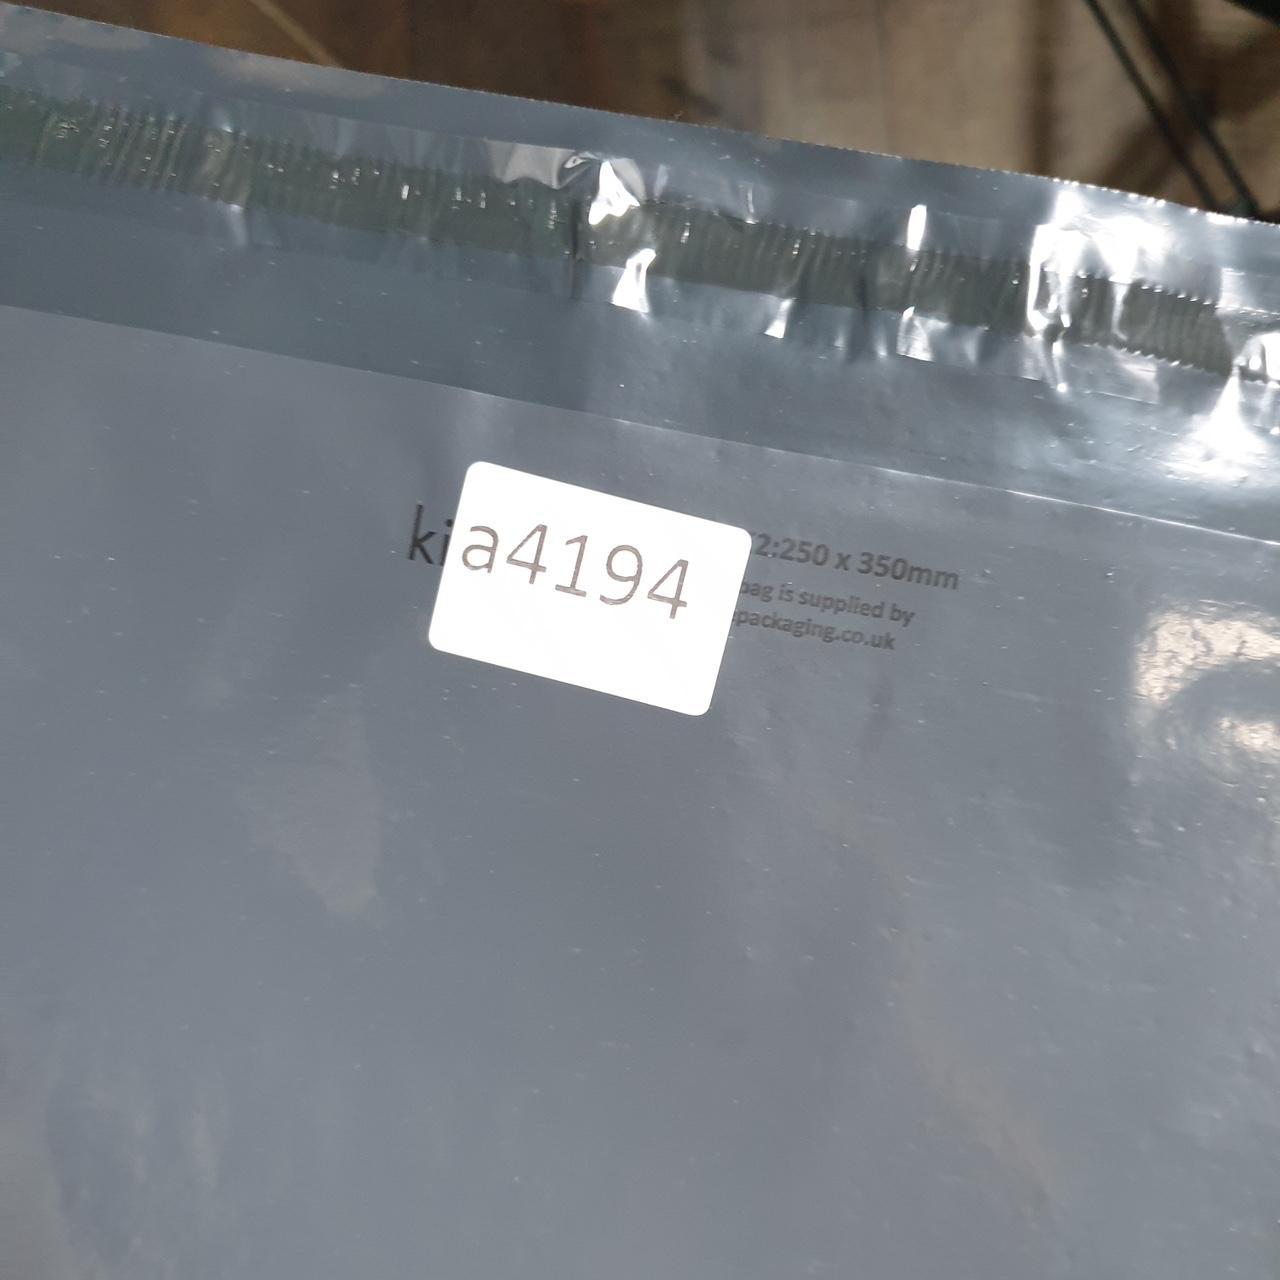 ki
a4194
2:250 x 350mm
bag is supplied by
packaging.co.uk